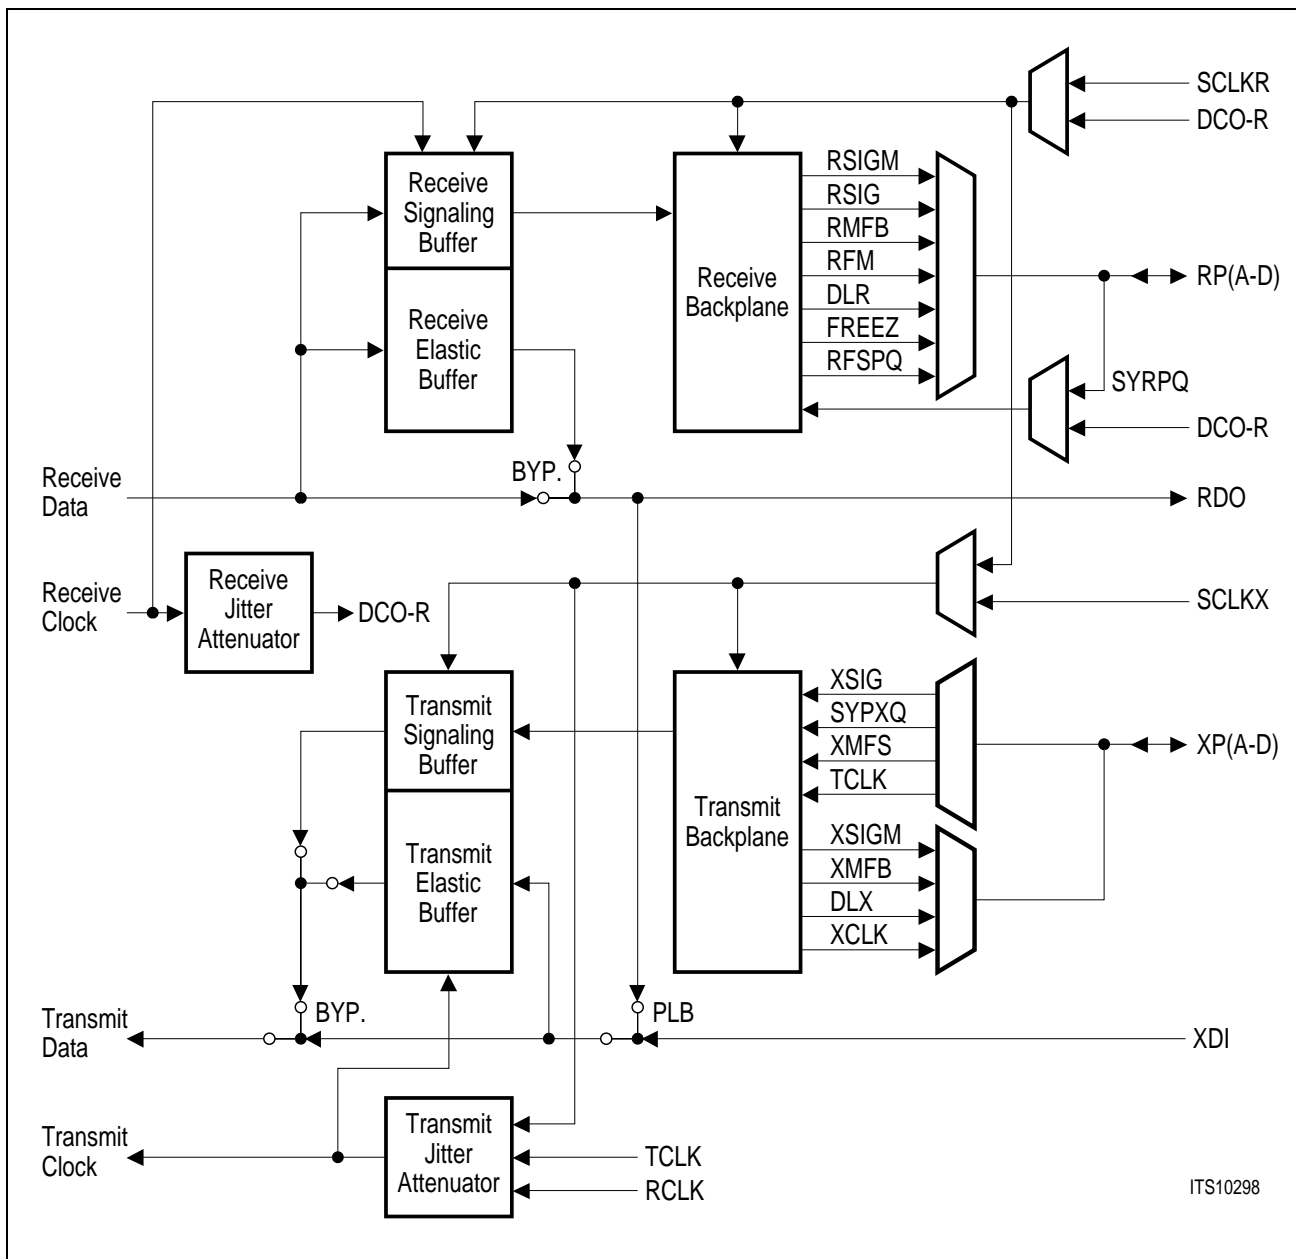 SCLKR
DCO-R
Receive
Signaling
Buffer
Receive
Elastic
Buffer
Receive
Backplane
RSIGM
RSIG
RMFB
RFM
DLR
FREEZ
RFSPQ
RP(A-D)
SYRPQ
DCO-R
Receive
Data
BYP.
RDO
Receive
Clock
Receive
Jitter
Attenuator
DCO-R
SCLKX
Transmit
Signaling
Buffer
Transmit
Elastic
Buffer
Transmit
Backplane
XSIG
SYPXQ
XMFS
TCLK
XSIGM
XMFB
DLX
XCLK
XP(A-D)
Transmit
Data
BYP.
PLB
XDI
Transmit
Clock
Transmit
Jitter
Attenuator
TCLK
RCLK
ITS10298